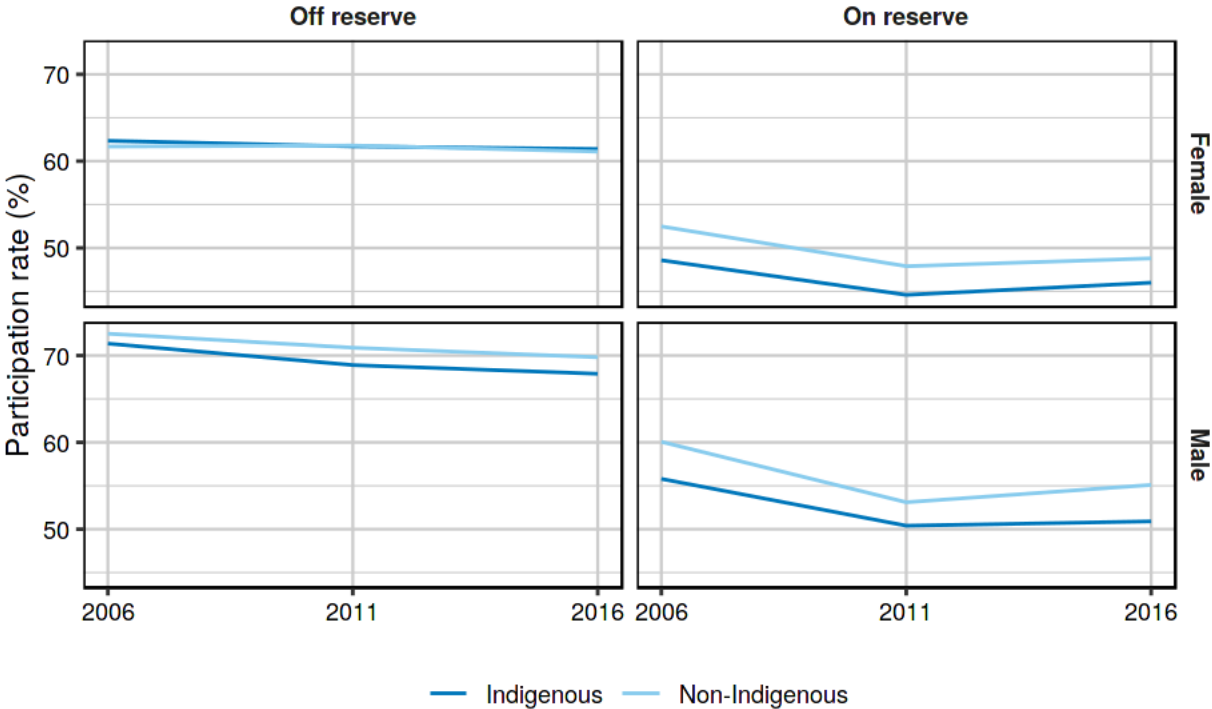 Off reserve
On reserve
Participation rate (%)
70
60
50
Female
70
60
50
Male
2006
2011
2016
2006
2011
2016
Indigenous
Non-Indigenous